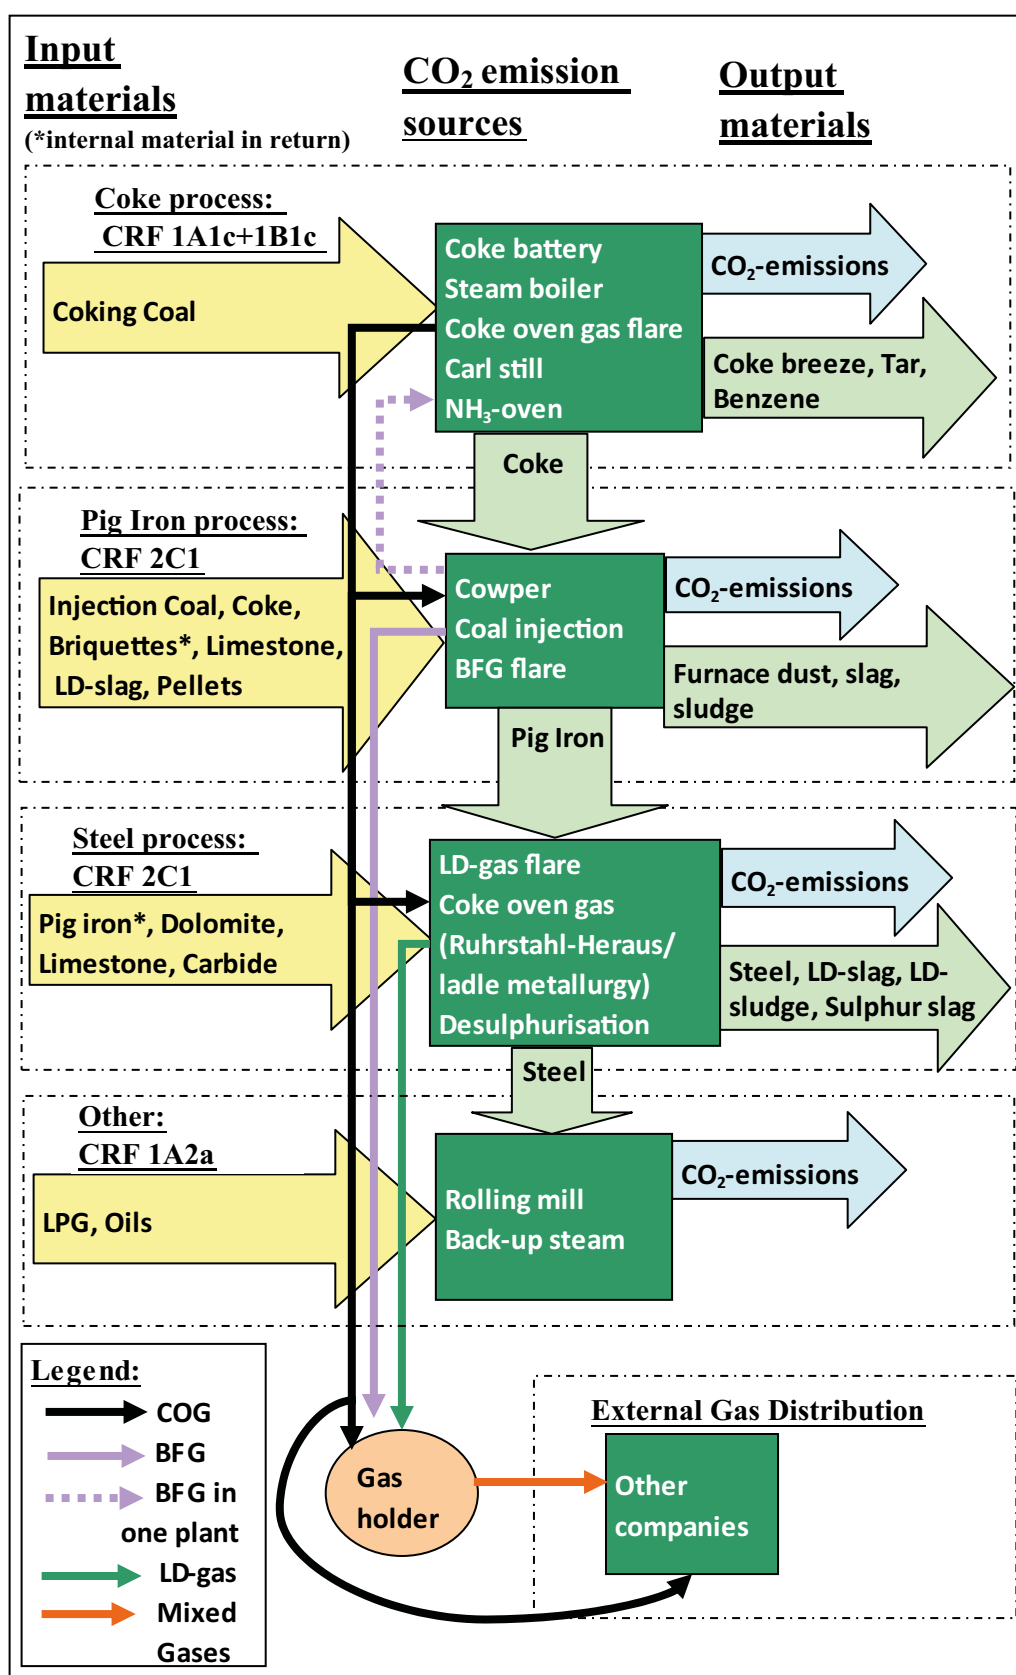 Input
materials
(*internal material in return)
CO₂ emission
sources
Output
materials
Coke process:
CRF 1A1c+1B1c
Coking Coal
Coke battery
Steam boiler
Coke oven gas flare
Carl still
NH₃-oven
CO₂-emissions
Coke breeze, Tar,
Benzene
Coke
Pig Iron process:
CRF 2C1
Injection Coal, Coke,
Briquettes*, Limestone,
LD-slag, Pellets
Cowper
Coal injection
BFG flare
CO₂-emissions
Furnace dust, slag,
sludge
Pig Iron
Steel process:
CRF 2C1
Pig iron*, Dolomite,
Limestone, Carbide
LD-gas flare
Coke oven gas
(Ruhrstahl-Heraus/
ladle metallurgy)
Desulphurisation
CO₂-emissions
Steel, LD-slag, LD-
sludge, Sulphur slag
Steel
Other:
CRF 1A2a
LPG, Oils
Rolling mill
Back-up steam
CO₂-emissions
Legend:
COG
BFG
BFG in
one plant
LD-gas
Mixed
Gases
Gas
holder
External Gas Distribution
Other
companies